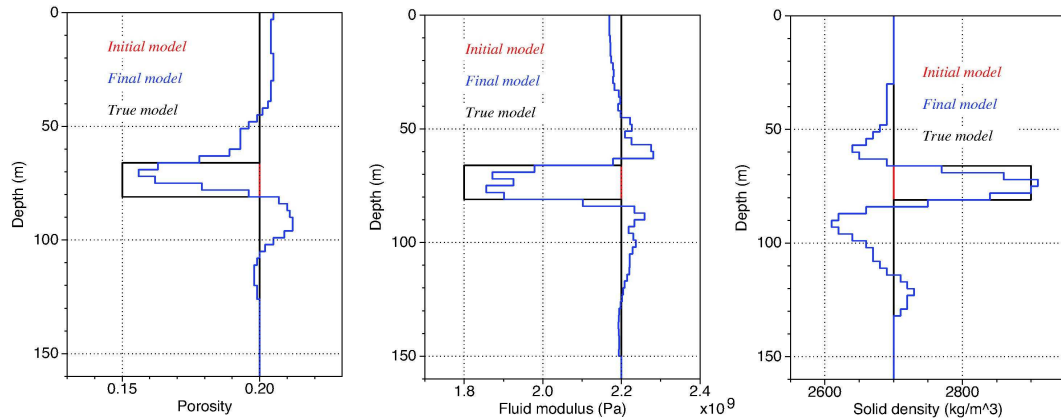 0
50
100
150
Depth (m)
Initial model
Final model
True model
0.15
0.20
Porosity
0
50
100
150
Depth (m)
Initial model
Final model
True model
1.8
2.0
2.2
2.4
x10^9
Fluid modulus (Pa)
0
50
100
150
Depth (m)
Initial model
Final model
True model
2600
2800
Solid density (kg/m^3)